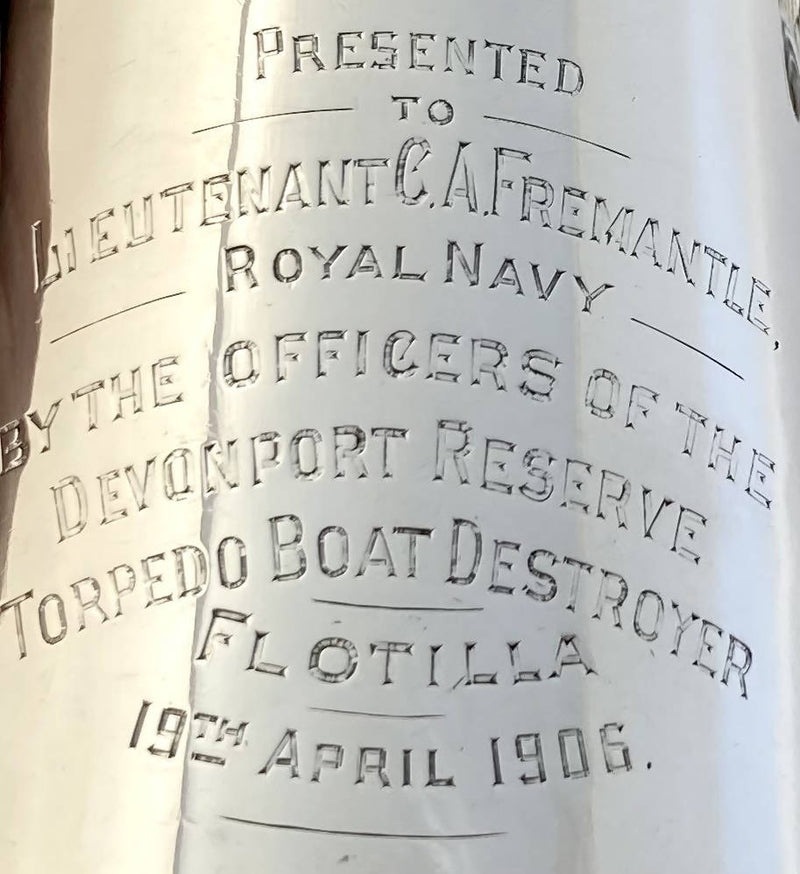 PRESENTED
TO
LIEUTENANT C.A. FREMANTLE,
ROYAL NAVY
BY THE OFFICERS OF THE
DEVONPORT RESERVE
TORPEDO BOAT DESTROYER
FLOTILLA
19TH APRIL 1906.